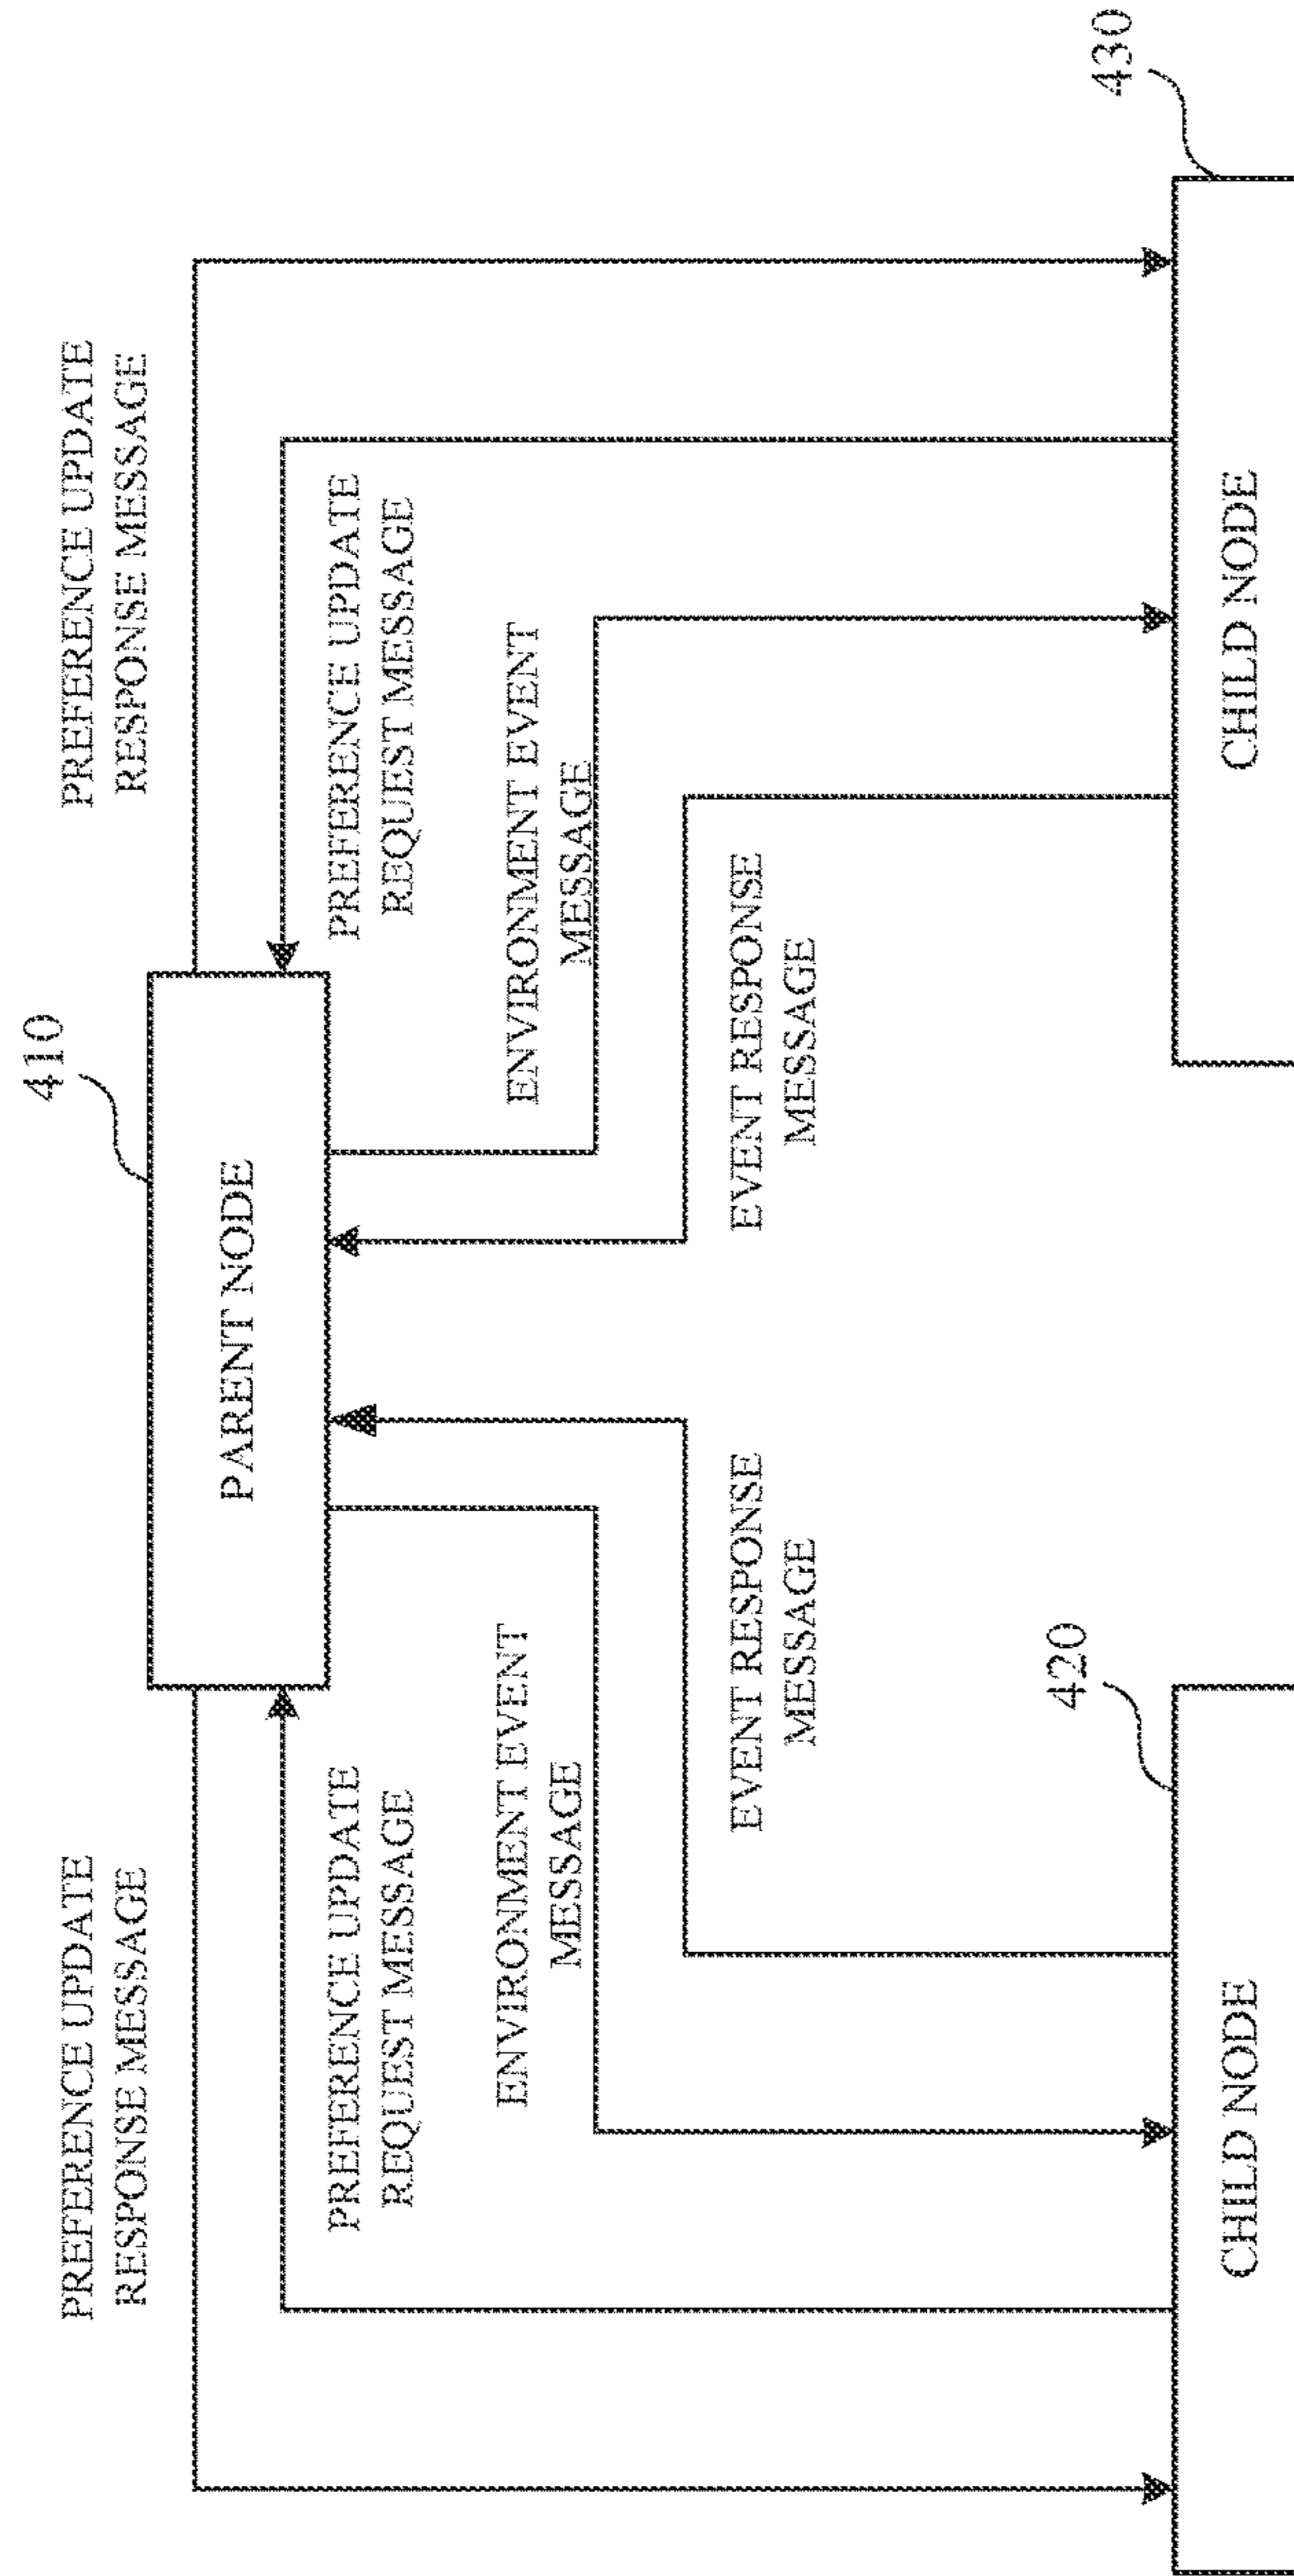 PREFERENCE UPDATE
RESPONSE MESSAGE
410
PREFERENCE UPDATE
RESPONSE MESSAGE
PARENT NODE
PREFERENCE UPDATE
REQUEST MESSAGE
PREFERENCE UPDATE
REQUEST MESSAGE
ENVIRONMENT EVENT
MESSAGE
ENVIRONMENT EVENT
MESSAGE
EVENT RESPONSE
MESSAGE
EVENT RESPONSE
MESSAGE
420
430
CHILD NODE
CHILD NODE